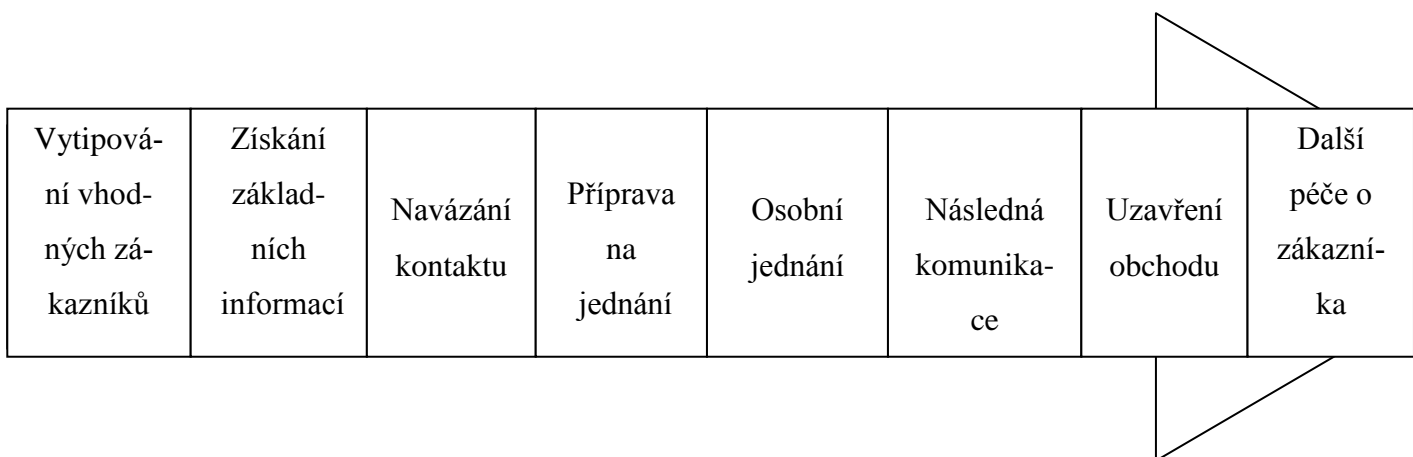 Vytipová-
ní vhod-
ných zá-
kazníků
Získání
základ-
ních
informací
Navázání
kontaktu
Příprava
na
jednání
Osobní
jednání
Následná
komunika-
ce
Uzavření
obchodu
Další
péče o
zákazní-
ka